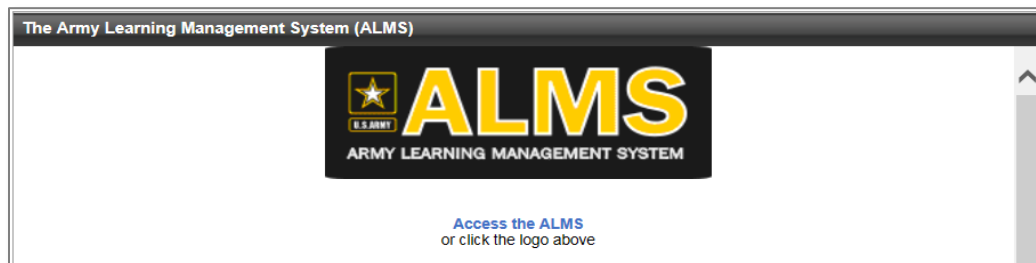 The Army Learning Management System (ALMS)
ALMS
U.S.ARMY
ARMY LEARNING MANAGEMENT SYSTEM
Access the ALMS
or click the logo above